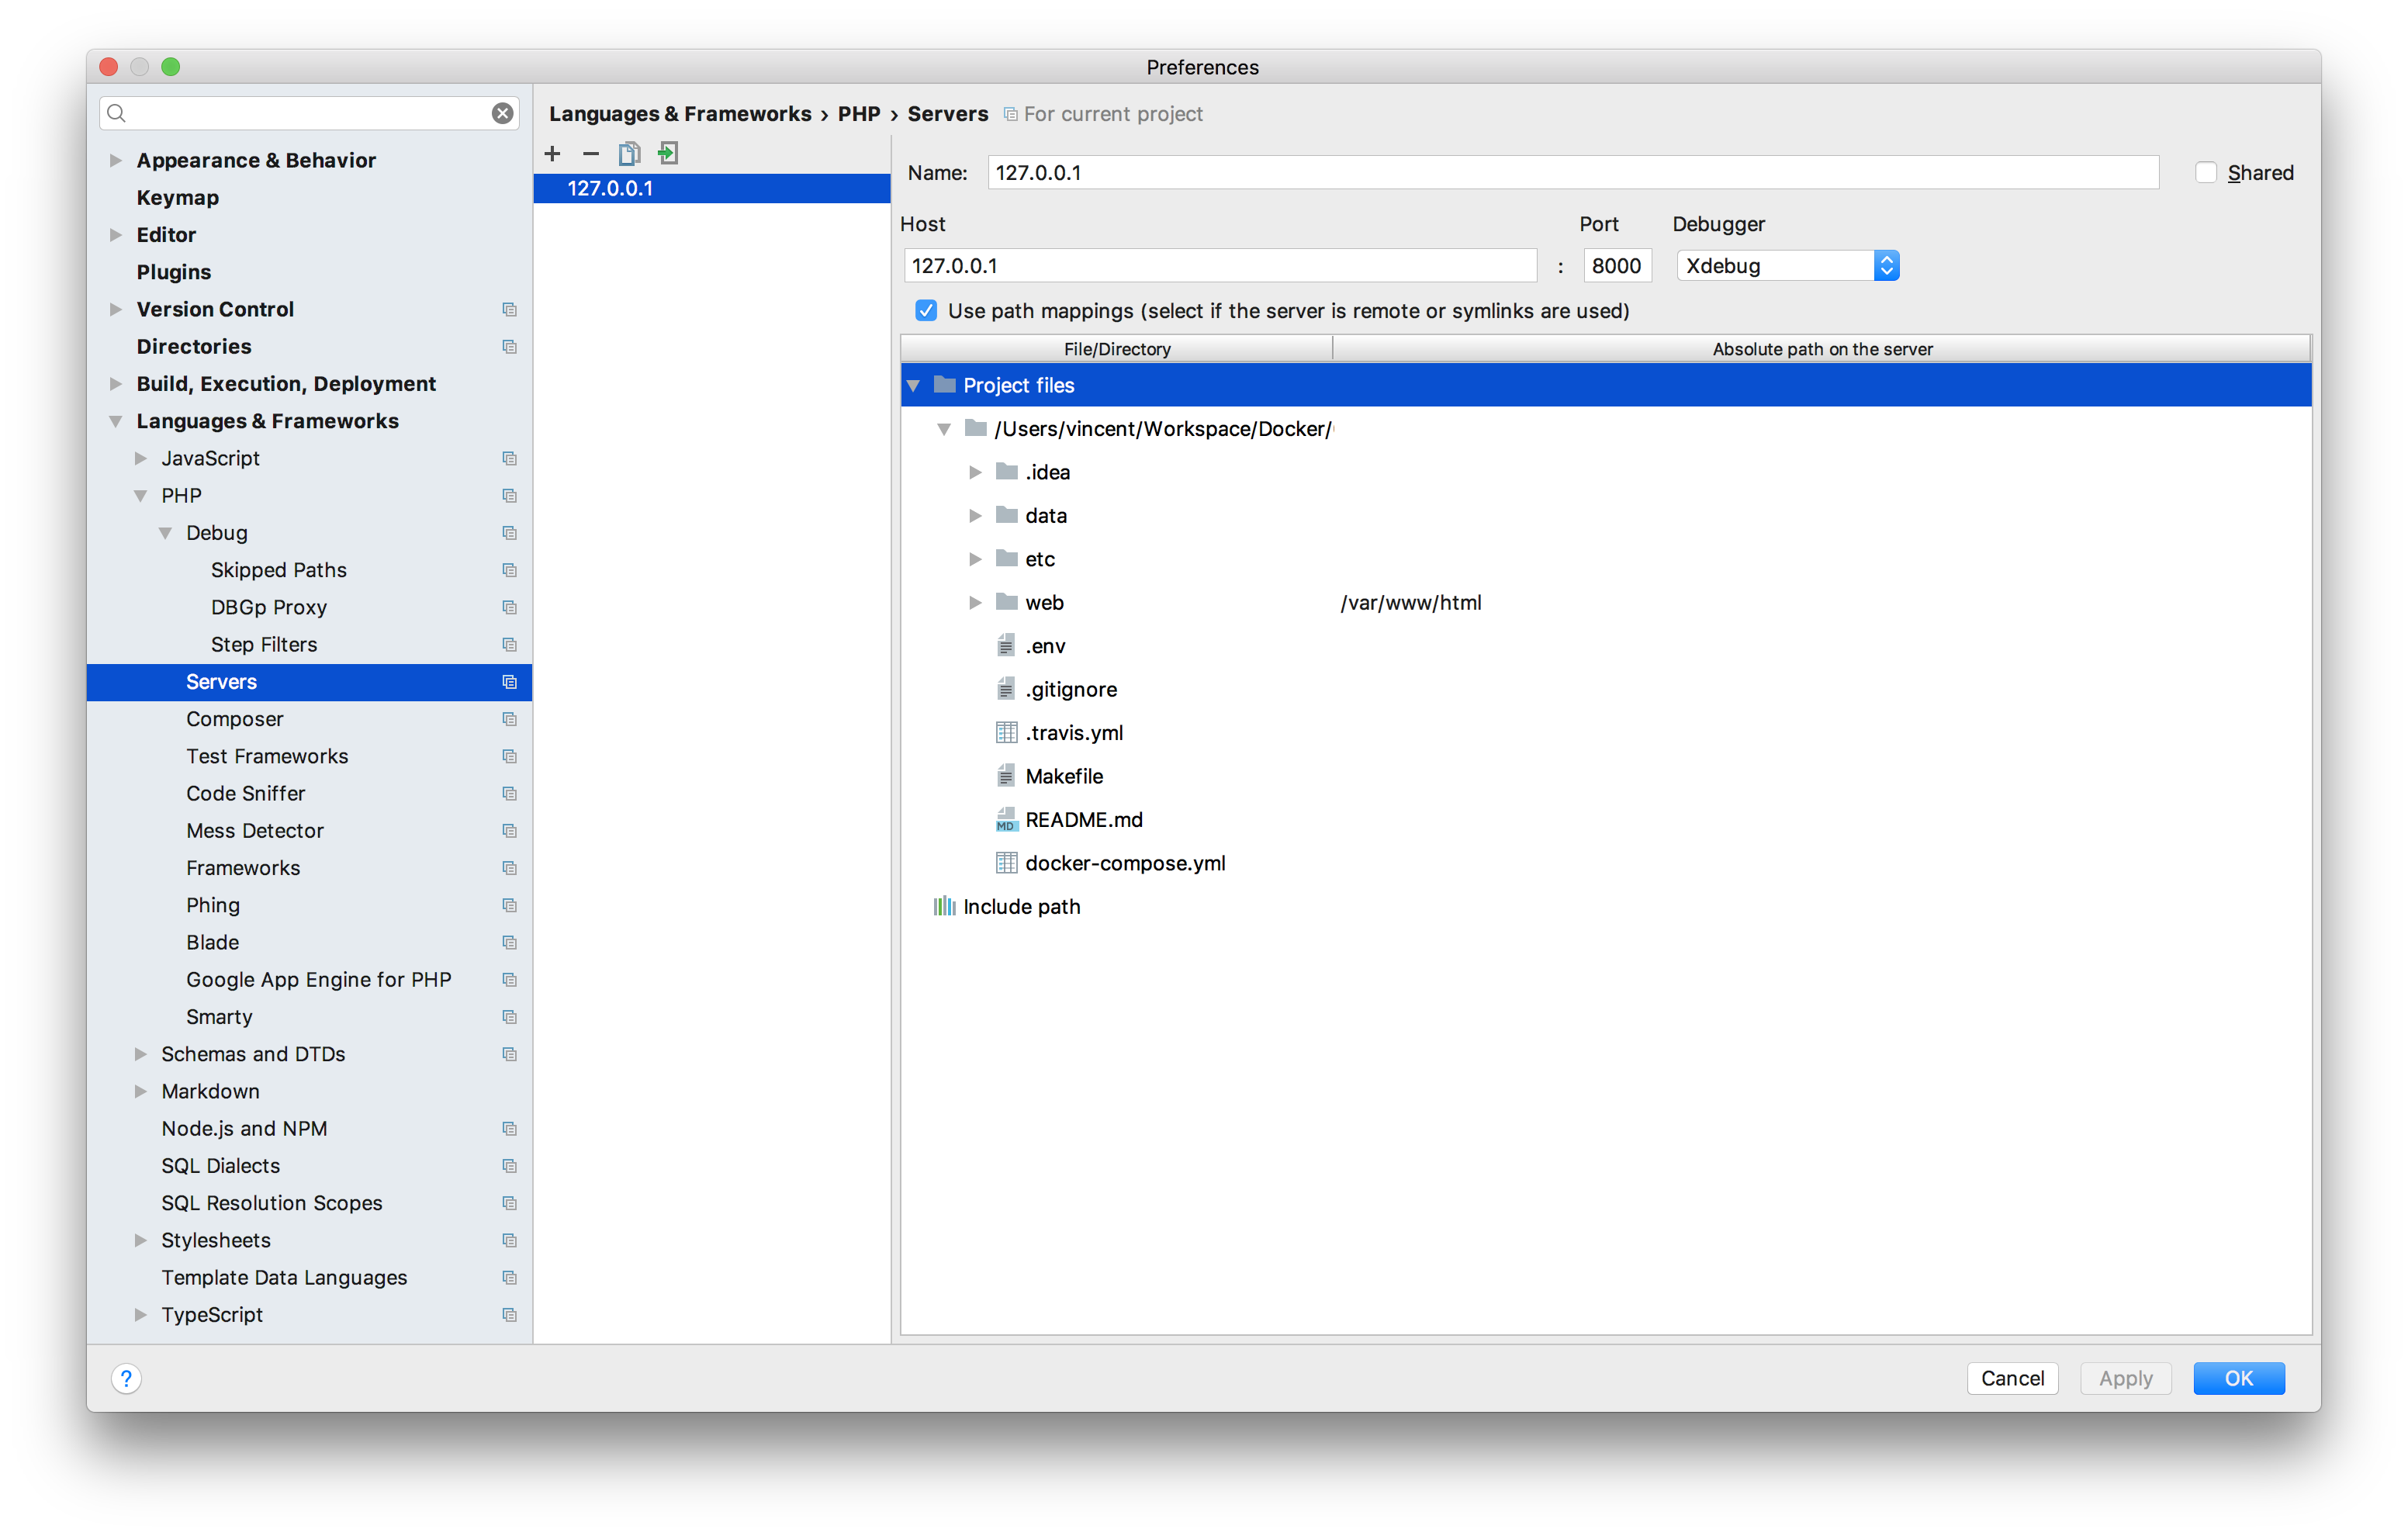 Preferences
Appearance & Behavior
Keymap
Editor
Plugins
Version Control
Directories
Build, Execution, Deployment
Languages & Frameworks
JavaScript
PHP
Debug
Skipped Paths
DBGp Proxy
Step Filters
Servers
Composer
Test Frameworks
Code Sniffer
Mess Detector
Frameworks
Phing
Blade
Google App Engine for PHP
Smarty
Schemas and DTDs
Markdown
Node.js and NPM
SQL Dialects
SQL Resolution Scopes
Stylesheets
Template Data Languages
TypeScript
Languages & Frameworks › PHP › Servers For current project
127.0.0.1
Name: 127.0.0.1 Shared
Host Port Debugger
127.0.0.1 : 8000 Xdebug
Use path mappings (select if the server is remote or symlinks are used)
File/Directory Absolute path on the server
Project files
/Users/vincent/Workspace/Docker/
.idea
data
etc
web /var/www/html
.env
.gitignore
.travis.yml
Makefile
MD README.md
docker-compose.yml
Include path
? Cancel Apply OK